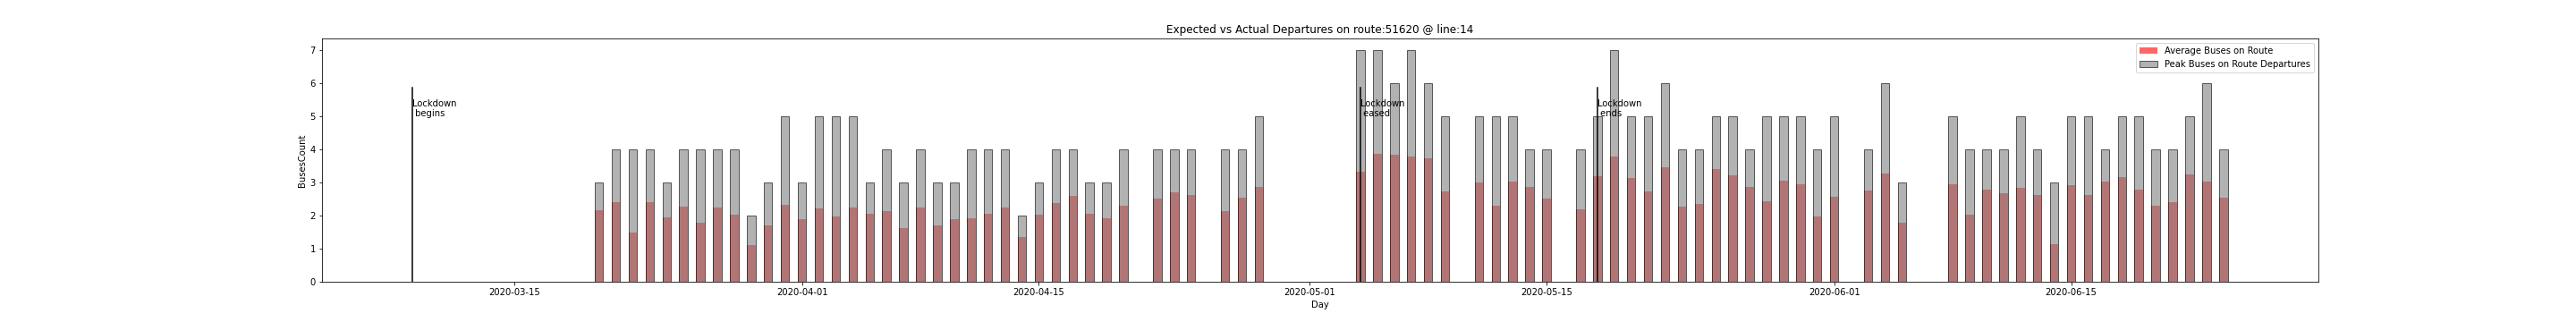 Expected vs Actual Departures on route:51620 @ line:14
7
6
5
4
3
2
1
0
BusesCount
Average Buses on Route
Peak Buses on Route Departures
Lockdown
begins
Lockdown
eased
Lockdown
ends
2020-03-15
2020-04-01
2020-04-15
2020-05-01
2020-05-15
2020-06-01
2020-06-15
Day